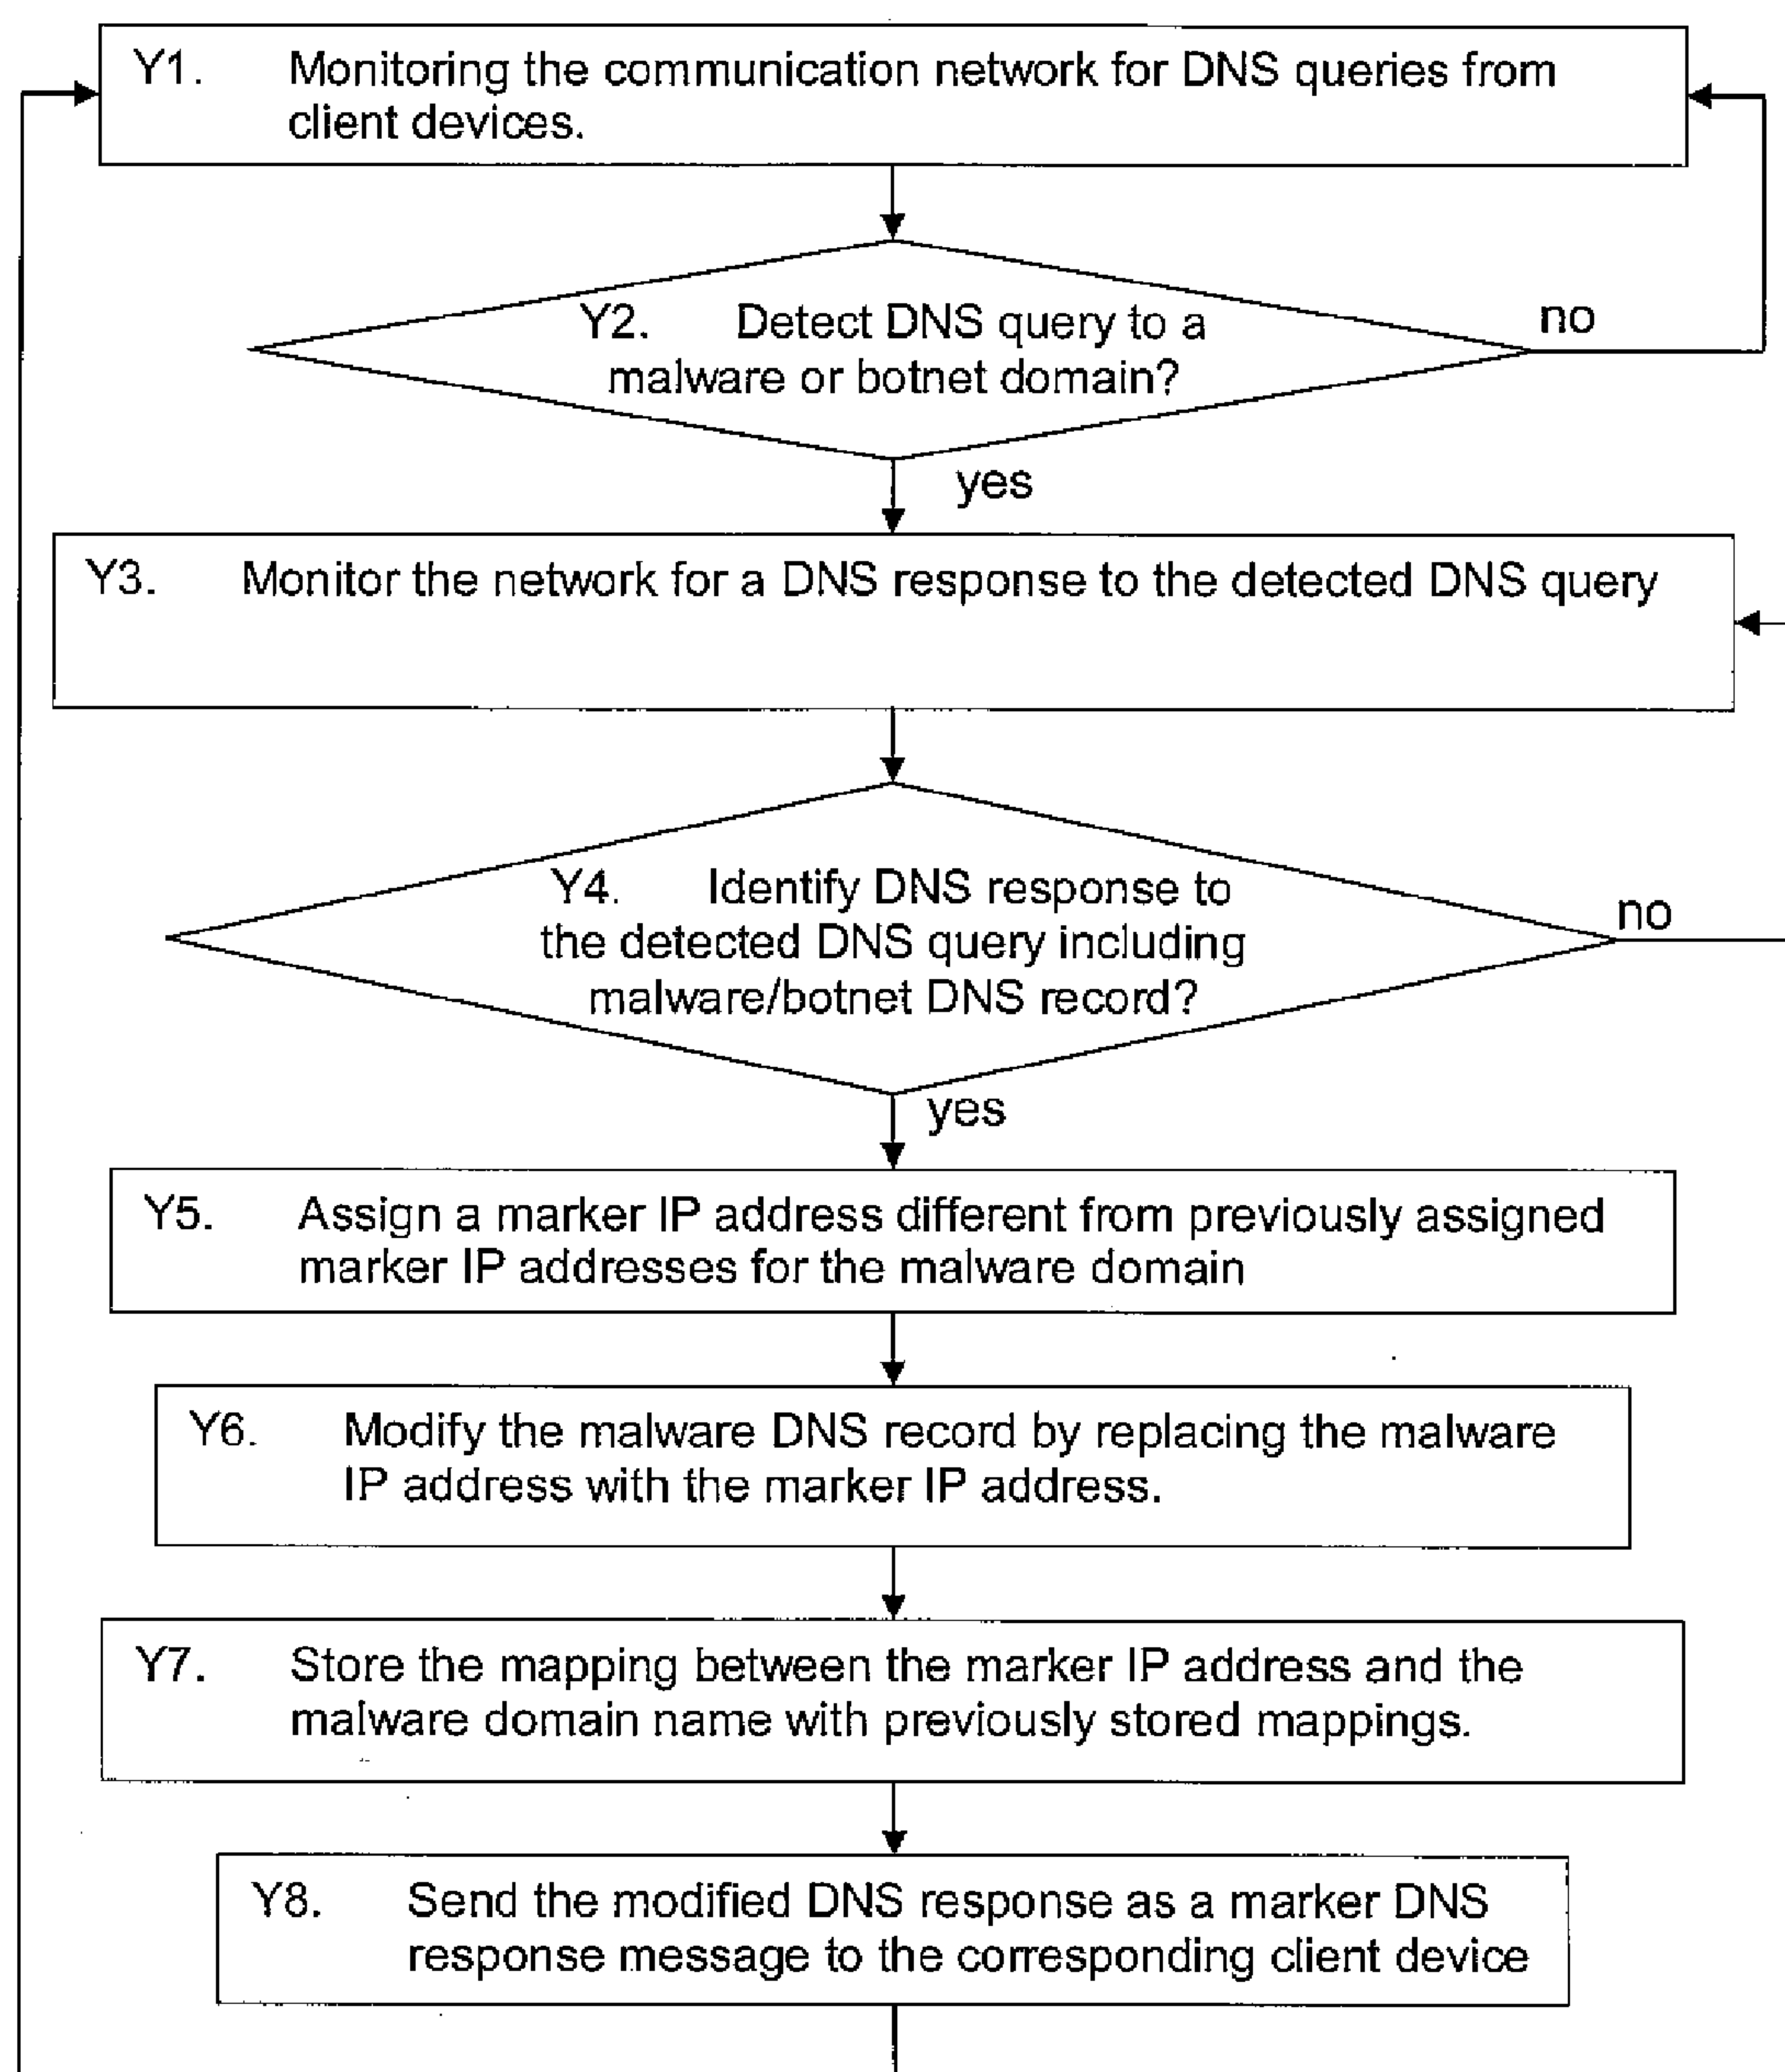 Y1. Monitoring the communication network for DNS queries from
client devices.
Y2. Detect DNS query to a
malware or botnet domain?
no
yes
Y3. Monitor the network for a DNS response to the detected DNS query
Y4. Identify DNS response to
the detected DNS query including
malware/botnet DNS record?
no
yes
Y5. Assign a marker IP address different from previously assigned
marker IP addresses for the malware domain
Y6. Modify the malware DNS record by replacing the malware
IP address with the marker IP address.
Y7. Store the mapping between the marker IP address and the
malware domain name with previously stored mappings.
Y8. Send the modified DNS response as a marker DNS
response message to the corresponding client device